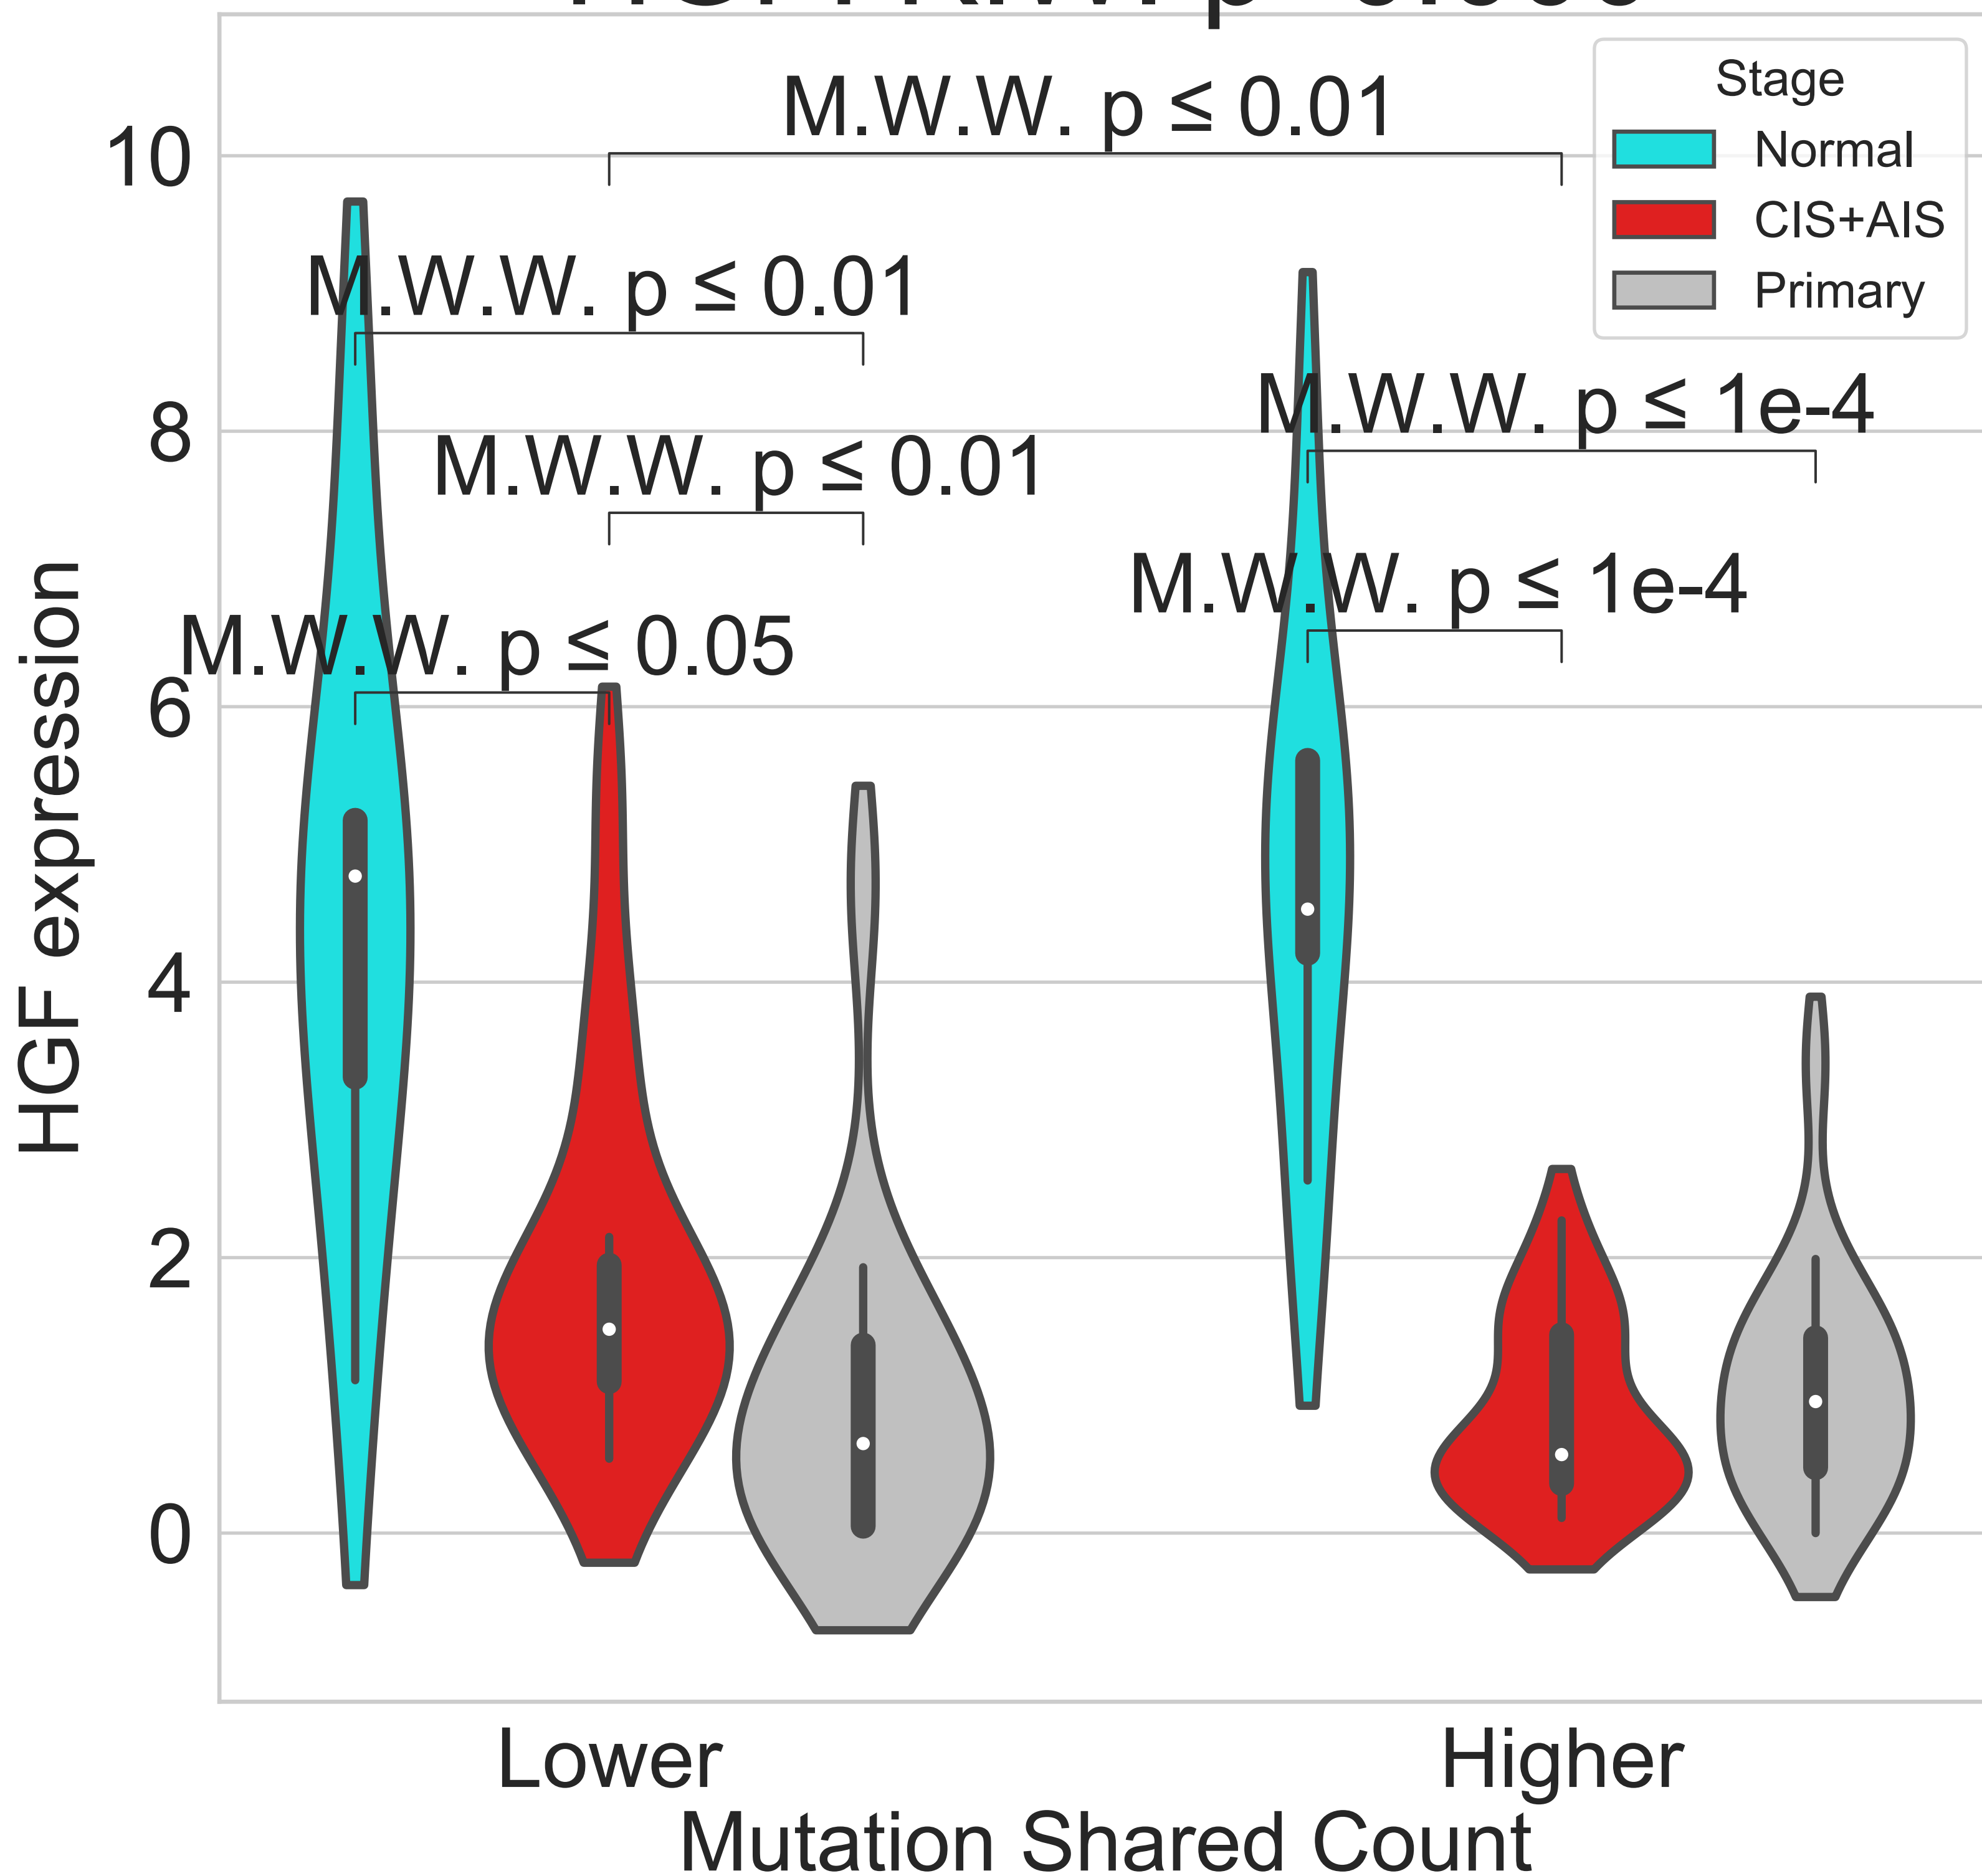 M.W.W. p ≤ 0.01
Stage
Normal
CIS+AIS
Primary
10
M.W.W. p ≤ 0.01
M.W.W. p ≤ 1e-4
8
M.W.W. p ≤ 0.01
M.W.W. p ≤ 1e-4
M.W.W. p ≤ 0.05
6
HGF expression
4
2
0
Lower
Higher
Mutation Shared Count